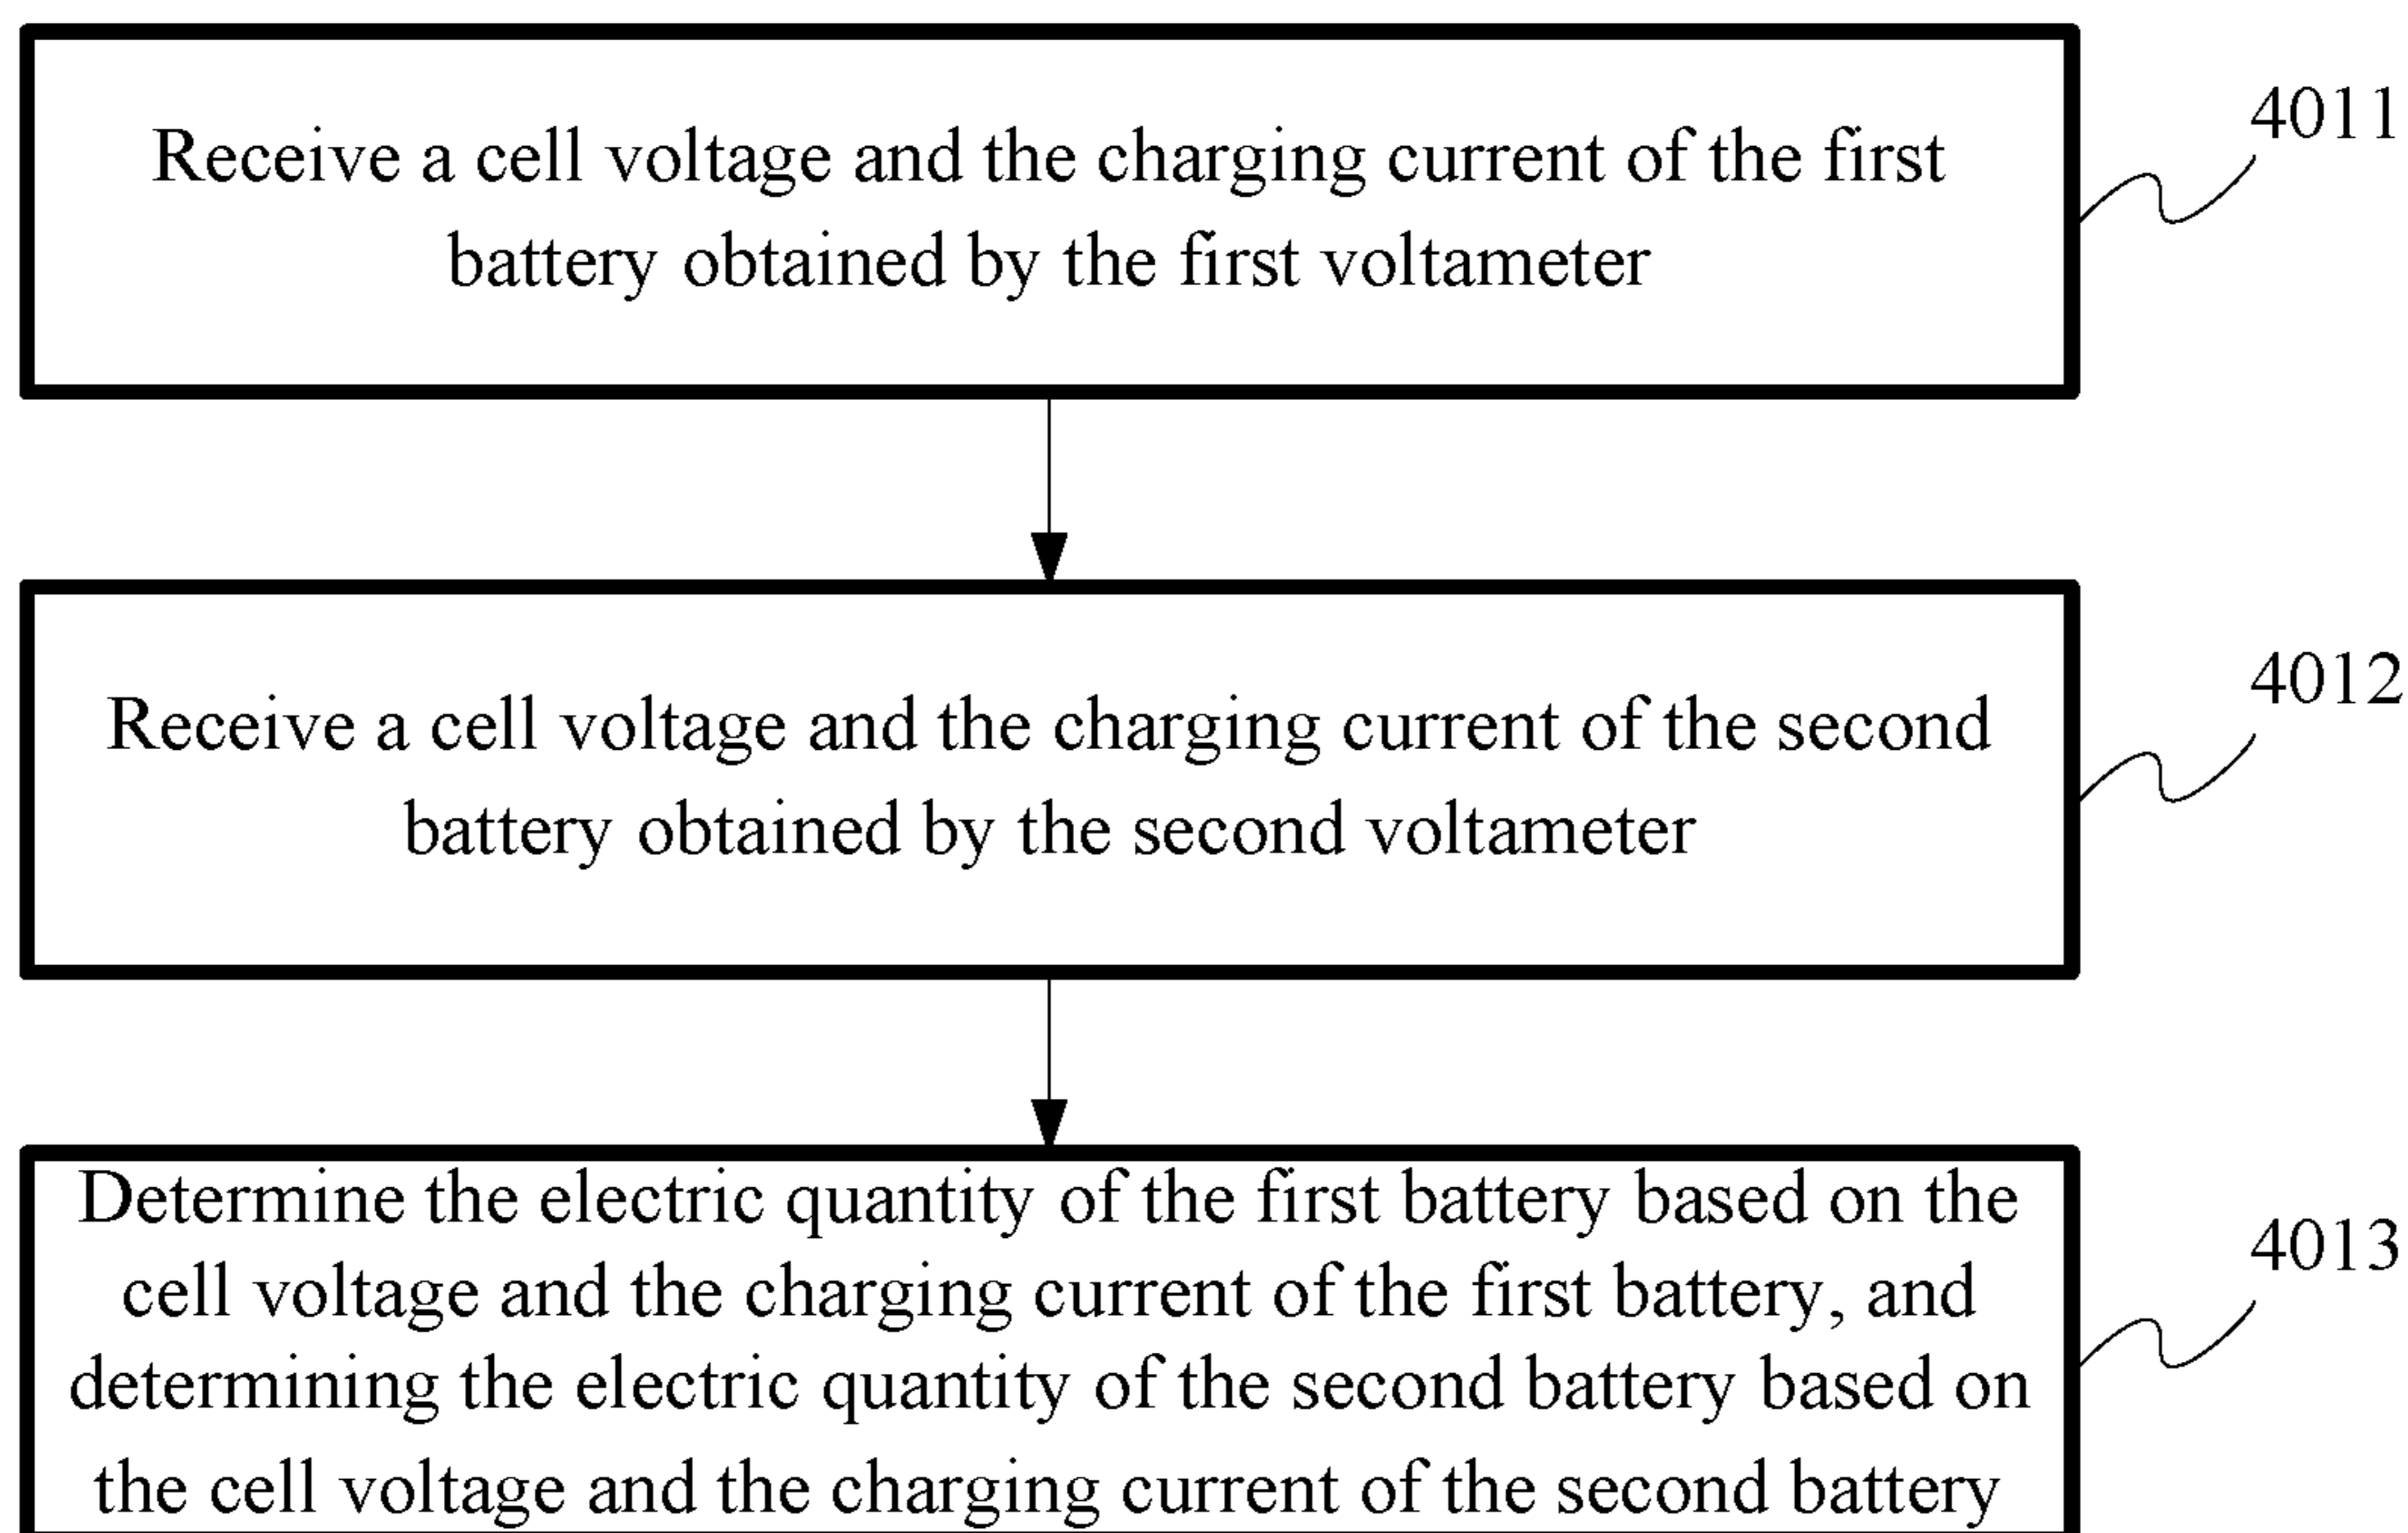 Receive a cell voltage and the charging current of the first
battery obtained by the first voltameter
4011
Receive a cell voltage and the charging current of the second
battery obtained by the second voltameter
4012
Determine the electric quantity of the first battery based on the
cell voltage and the charging current of the first battery, and
determining the electric quantity of the second battery based on
the cell voltage and the charging current of the second battery
4013